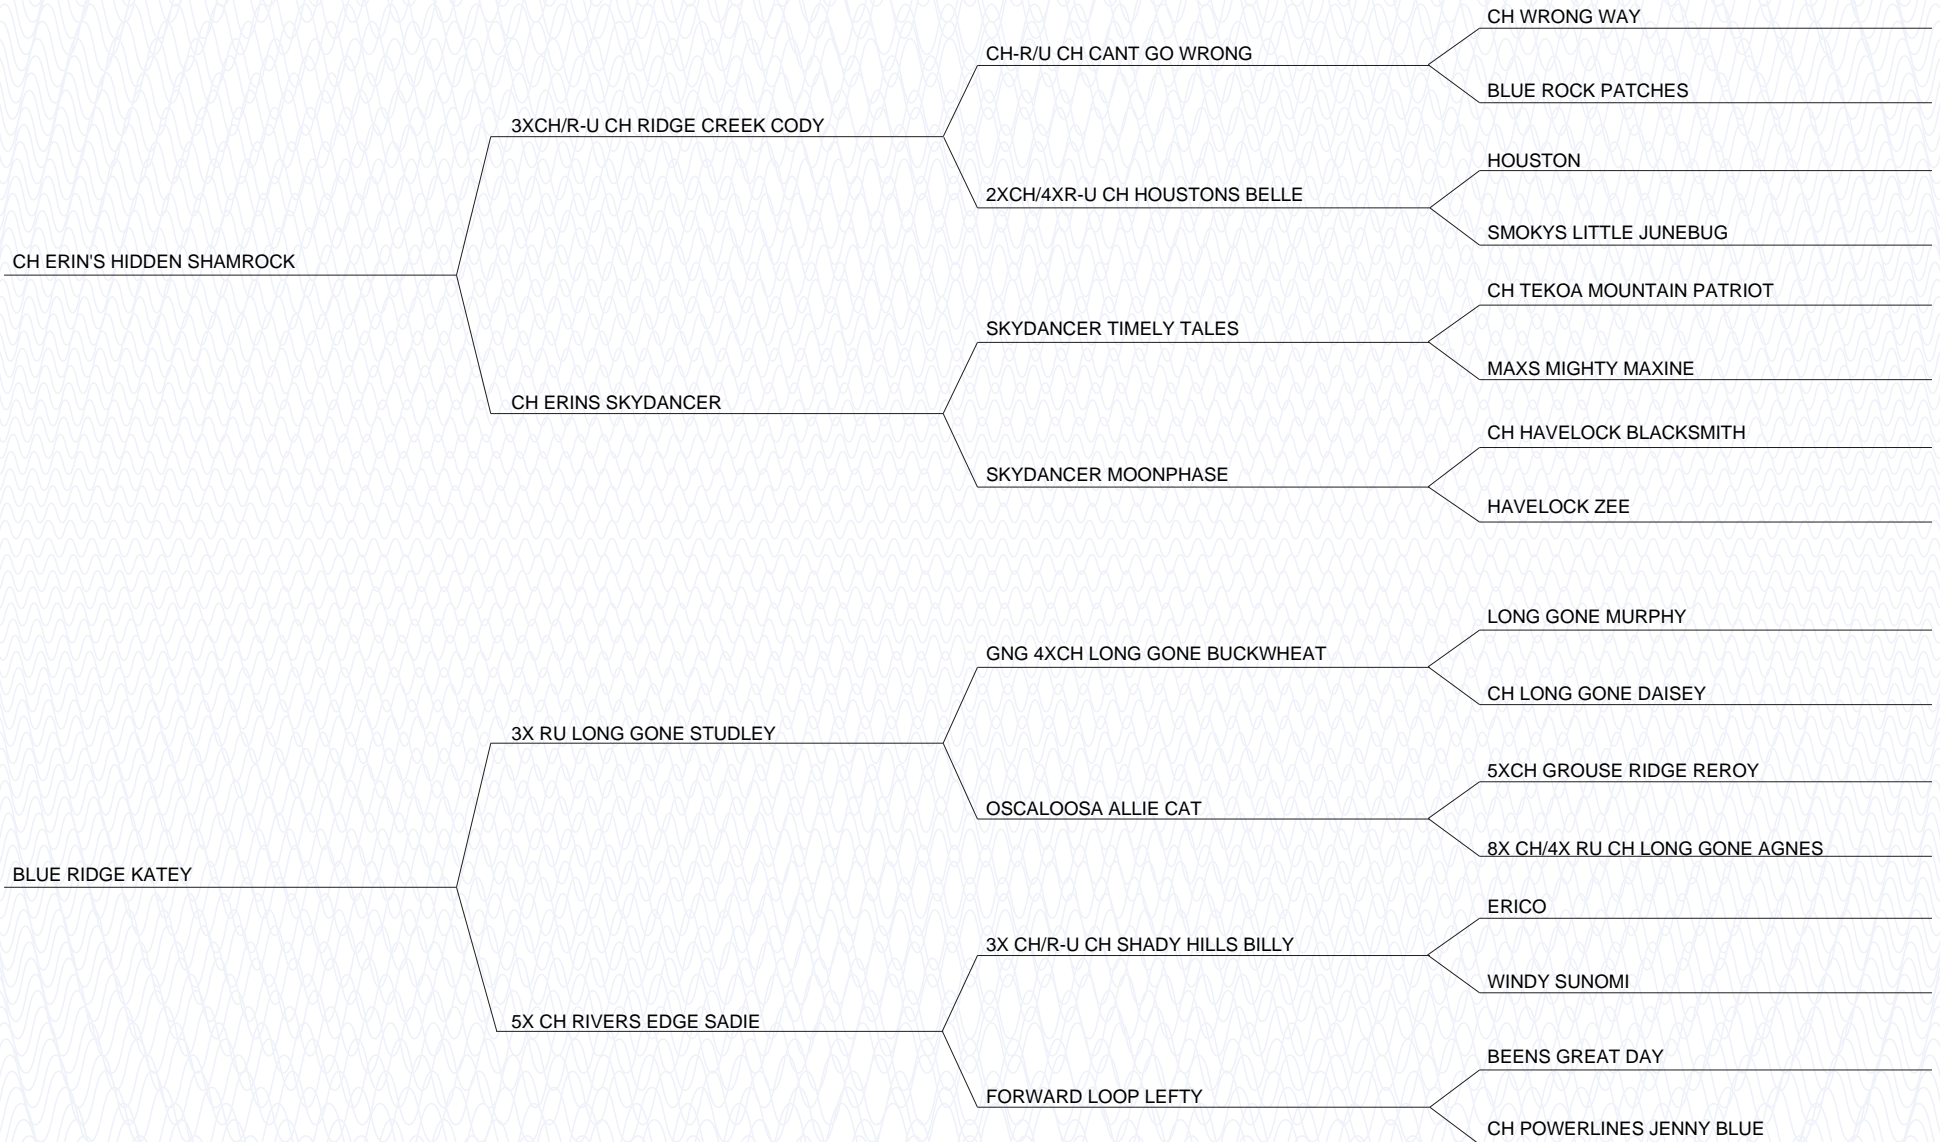 CH WRONG WAY
CH-R/U CH CANT GO WRONG
BLUE ROCK PATCHES
3XCH/R-U CH RIDGE CREEK CODY
HOUSTON
2XCH/4XR-U CH HOUSTONS BELLE
SMOKYS LITTLE JUNEBUG
CH ERIN'S HIDDEN SHAMROCK
CH TEKOA MOUNTAIN PATRIOT
SKYDANCER TIMELY TALES
MAXS MIGHTY MAXINE
CH ERINS SKYDANCER
CH HAVELOCK BLACKSMITH
SKYDANCER MOONPHASE
HAVELOCK ZEE
LONG GONE MURPHY
GNG 4XCH LONG GONE BUCKWHEAT
CH LONG GONE DAISEY
3X RU LONG GONE STUDLEY
5XCH GROUSE RIDGE REROY
OSCALOOSA ALLIE CAT
8X CH/4X RU CH LONG GONE AGNES
BLUE RIDGE KATEY
ERICO
3X CH/R-U CH SHADY HILLS BILLY
WINDY SUNOMI
5X CH RIVERS EDGE SADIE
BEENS GREAT DAY
FORWARD LOOP LEFTY
CH POWERLINES JENNY BLUE